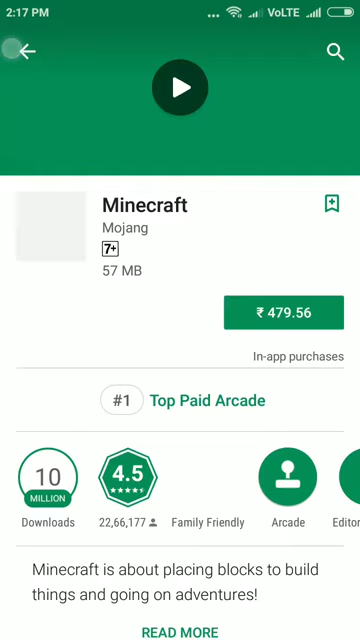 2:17 PM ... VoLTE
Minecraft
Mojang
7+
57 MB
₹ 479.56
In-app purchases
#1 Top Paid Arcade
10
MILLION
4.5
Downloads 22,66,177 Family Friendly Arcade Editor
Minecraft is about placing blocks to build
things and going on adventures!
READ MORE